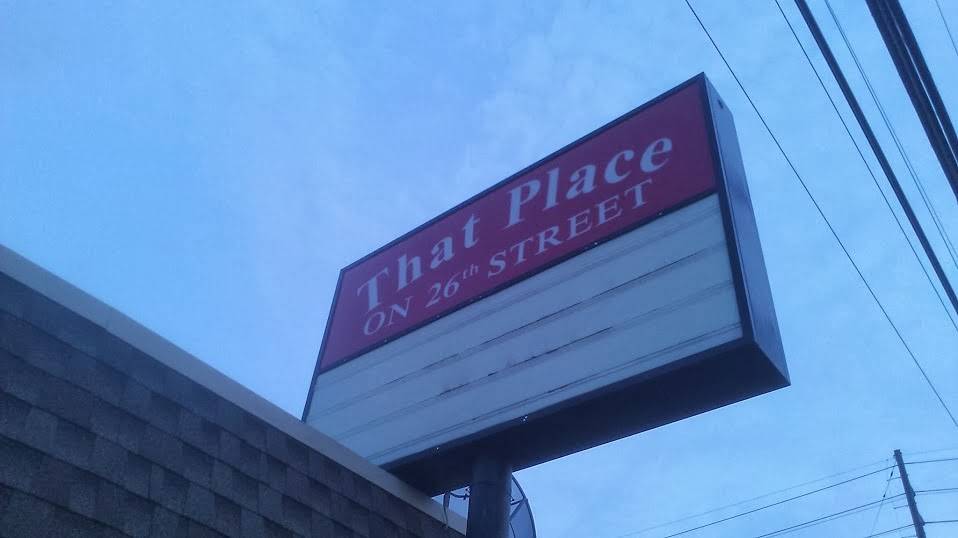 That Place
ON 26th STREET